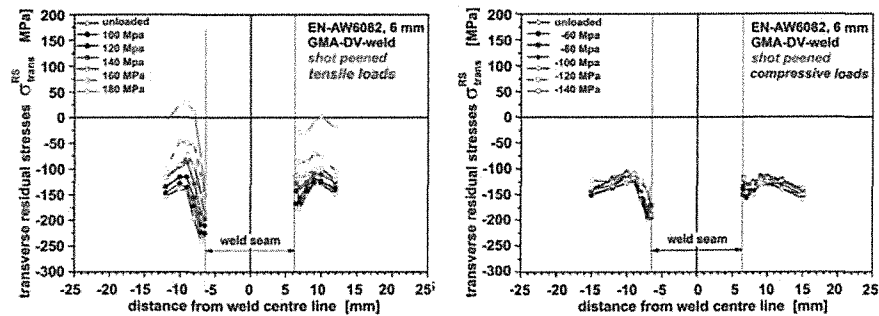 transverse residual stresses σ RS trans [MPa]
200
150
100
50
0
-50
-100
-150
-200
-250
-300
unloaded
100 Mpa
120 MPa
140 MPa
160 MPa
180 MPa
EN-AW6082, 6 mm
GMA-DV-weld
shot peened
tensile loads
weld seam
-25 -20 -15 -10 -5 0 5 10 15 20 25
distance from weld centre line [mm]
transverse residual stresses σ RS trans [MPa]
200
150
100
50
0
-50
-100
-150
-200
-250
-300
unloaded
-60 Mpa
-80 MPa
-100 MPa
-120 MPa
-140 MPa
EN-AW6082, 6 mm
GMA-DV-weld
shot peened
compressive loads
weld seam
-25 -20 -15 -10 -5 0 5 10 15 20 25
distance from weld centre line [mm]